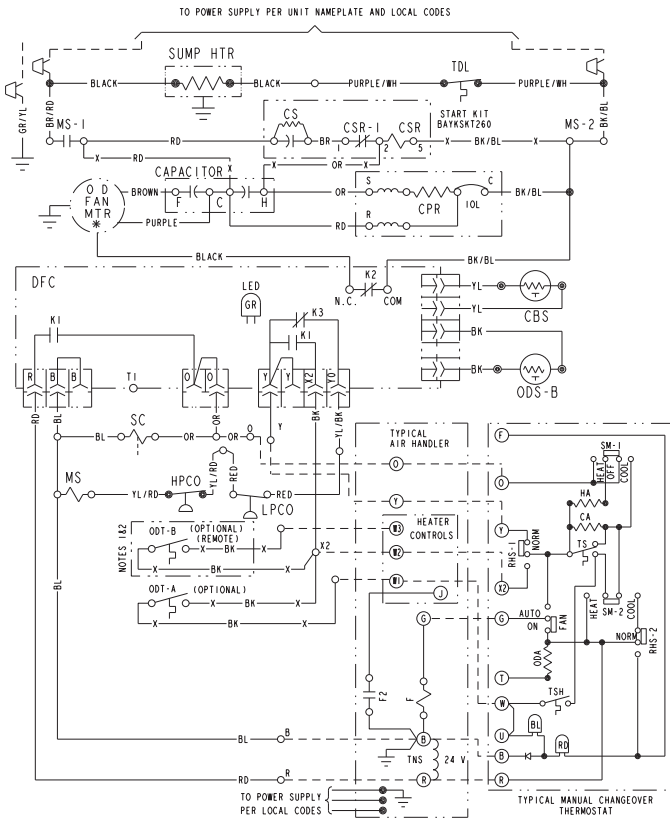 TO POWER SUPPLY PER UNIT NAMEPLATE AND LOCAL CODES
SUMP HTR
TDL
BLACK
BLACK
PURPLE/WH
PURPLE/WH
GR/YL
BR/RD
BK/BL
CS
START KIT
BAYKSKT260
MS-1
CSR-1
CSR
MS-2
RD
BR
1
2
5
X
BK/BL
X
X
RD
X
X
OR
X
CAPACITOR
O D
FAN
MTR
*
BROWN
F
C
H
PURPLE
OR
S
C
BK/BL
CPR
IOL
RD
R
BLACK
BK/BL
K2
N.C.
COM
DFC
LED
GR
K1
K3
K1
YL
YL
CBS
BK
BK
ODS-B
R
B
B
T1
O
O
Y
Y
X2
YO
RD
BL
OR
BK
YL/BK
SC
BL
OR
OR
O
Y
MS
YL/RD
HPCO
YL/RD
RED
RED
LPCO
NOTES 1&2
ODT-B
(OPTIONAL)
(REMOTE)
X
BK
X
X
BK
X
X2
ODT-A
(OPTIONAL)
X
BK
X
X
BK
X
BL
TYPICAL
AIR HANDLER
O
Y
W3
HEATER
CONTROLS
W2
W1
J
G
F2
F
BL
B
B
TNS
24 V
RD
R
R
TO POWER SUPPLY
PER LOCAL CODES
F
SM-1
HEAT
OFF
COOL
O
HA
CA
Y
NORM
RHS-1
TS
X2
HEAT
SM-2
COOL
G
AUTO
ON
FAN
NORM
RHS-2
ODA
T
W
TSH
BL
U
RD
B
R
TYPICAL MANUAL CHANGEOVER
THERMOSTAT